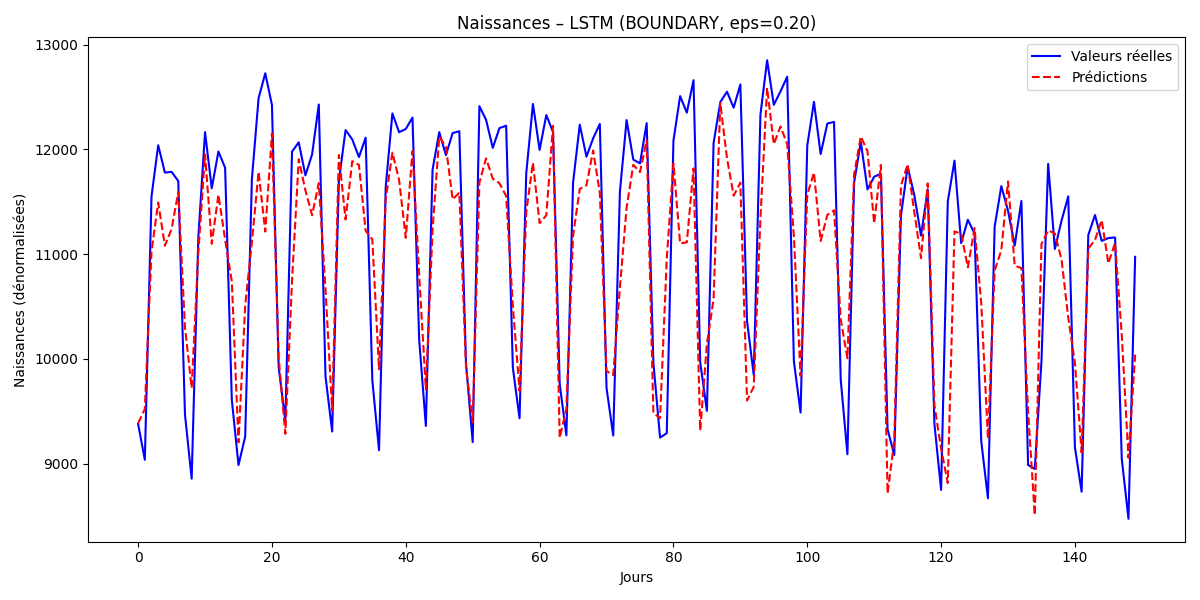 Naissances – LSTM (BOUNDARY, eps=0.20)
Valeurs réelles
Prédictions
Naissances (dénormalisées)
13000
12000
11000
10000
9000
0 20 40 60 80 100 120 140
Jours